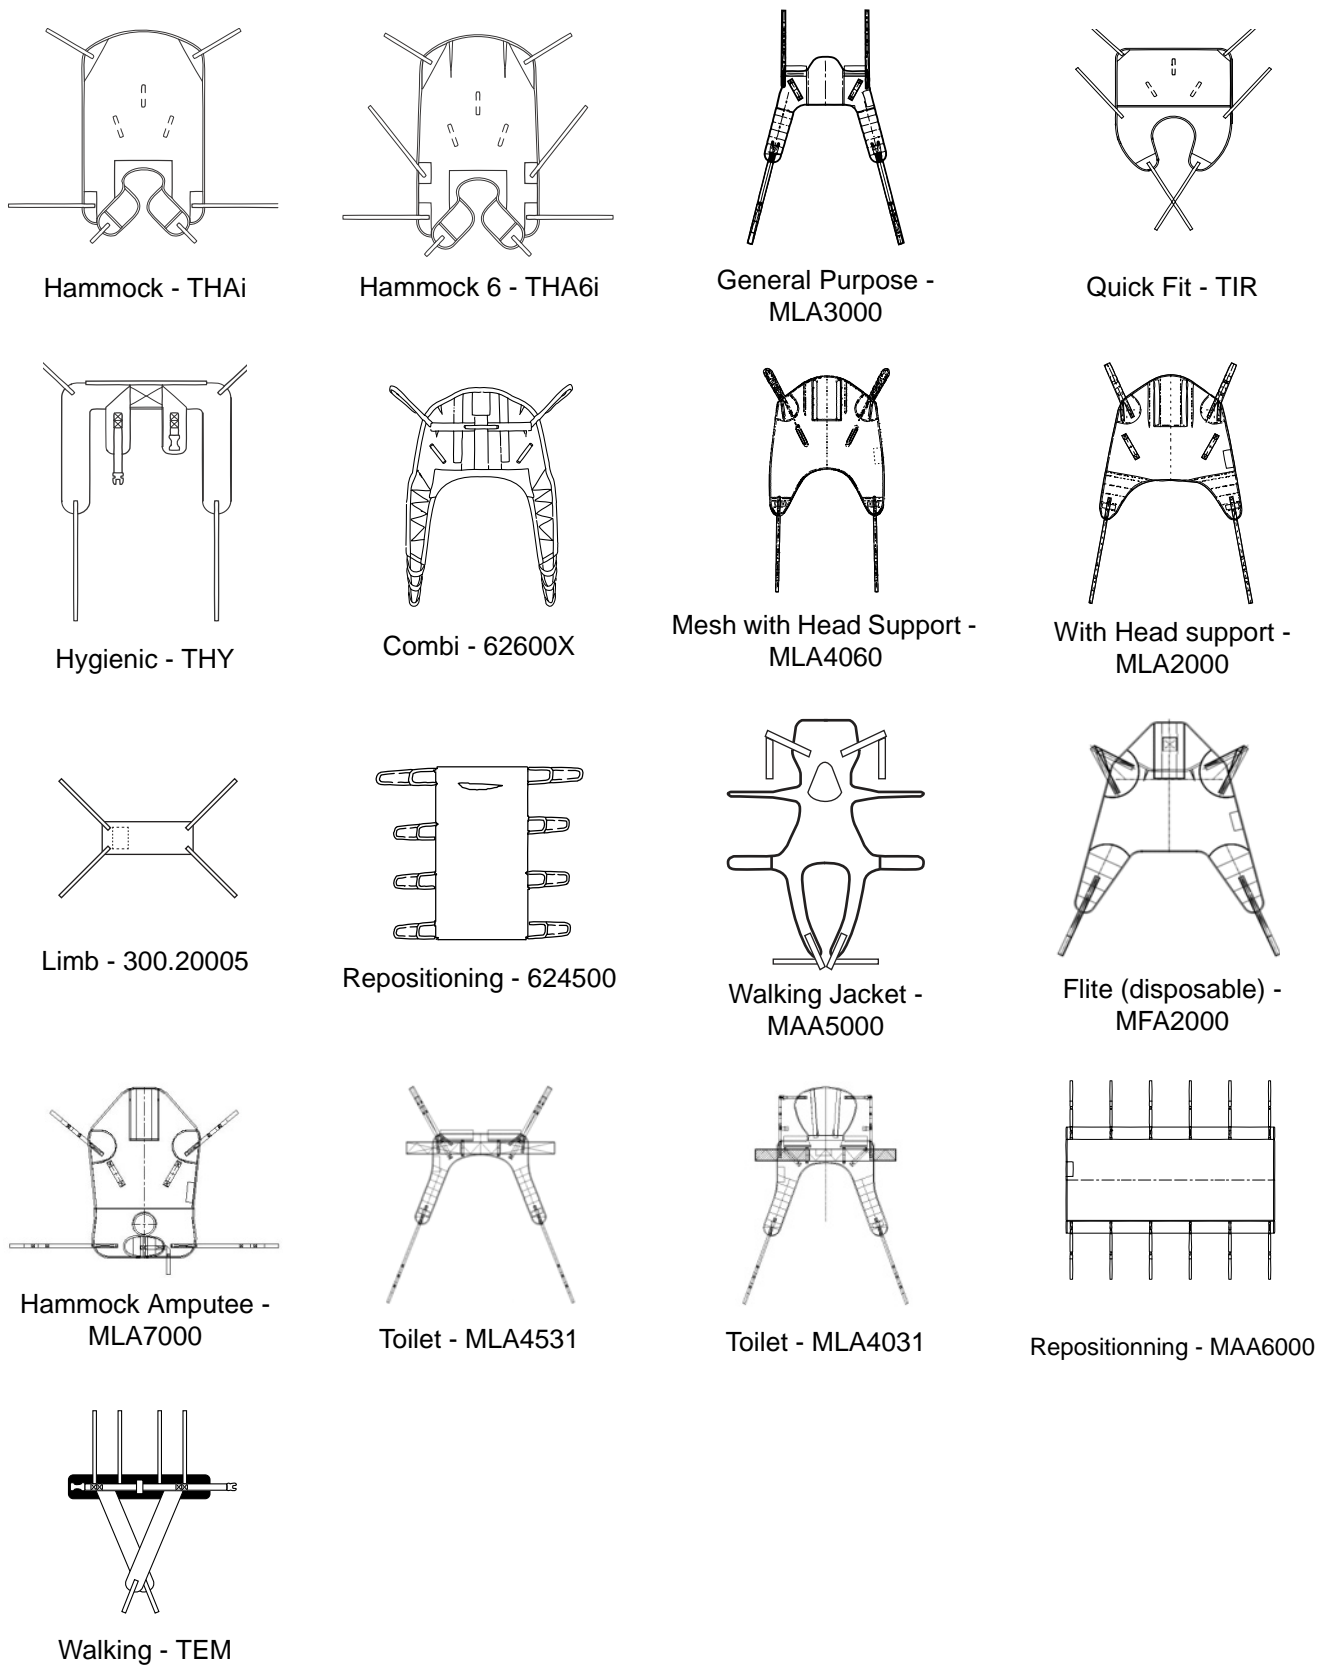 Hammock - THAi
Hammock 6 - THA6i
General Purpose -
MLA3000
Quick Fit - TIR
Hygienic - THY
Combi - 62600X
Mesh with Head Support -
MLA4060
With Head support -
MLA2000
Limb - 300.20005
Repositioning - 624500
Walking Jacket -
MAA5000
Flite (disposable) -
MFA2000
Hammock Amputee -
MLA7000
Toilet - MLA4531
Toilet - MLA4031
Repositionning - MAA6000
Walking - TEM